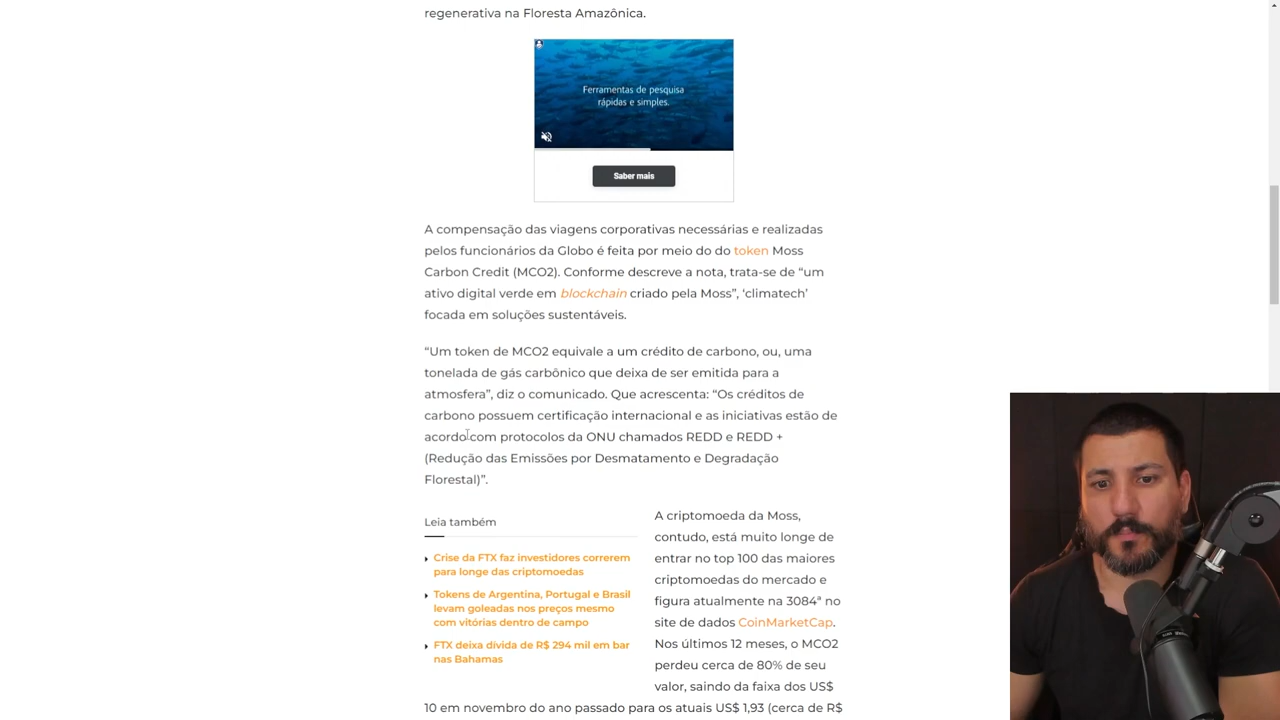 regenerativa na Floresta Amazônica.
Ferramentas de pesquisa
rápidas e simples.
Saber mais
A compensação das viagens corporativas necessárias e realizadas
pelos funcionários da Globo é feita por meio do do token Moss
Carbon Credit (MCO2). Conforme descreve a nota, trata-se de “um
ativo digital verde em blockchain criado pela Moss”, ‘climatech’
focada em soluções sustentáveis.
“Um token de MCO2 equivale a um crédito de carbono, ou, uma
tonelada de gás carbônico que deixa de ser emitida para a
atmosfera”, diz o comunicado. Que acrescenta: “Os créditos de
carbono possuem certificação internacional e as iniciativas estão de
acordo com protocolos da ONU chamados REDD e REDD +
(Redução das Emissões por Desmatamento e Degradação
Florestal)”.
Leia também
Crise da FTX faz investidores correrem
para longe das criptomoedas
Tokens de Argentina, Portugal e Brasil
levam goleadas nos preços mesmo
com vitórias dentro de campo
FTX deixa dívida de R$ 294 mil em bar
nas Bahamas
A criptomoeda da Moss,
contudo, está muito longe de
entrar no top 100 das maiores
criptomoedas do mercado e
figura atualmente na 3084ª no
site de dados CoinMarketCap.
Nos últimos 12 meses, o MCO2
perdeu cerca de 80% de seu
valor, saindo da faixa dos US$
10 em novembro do ano passado para os atuais US$ 1,93 (cerca de R$